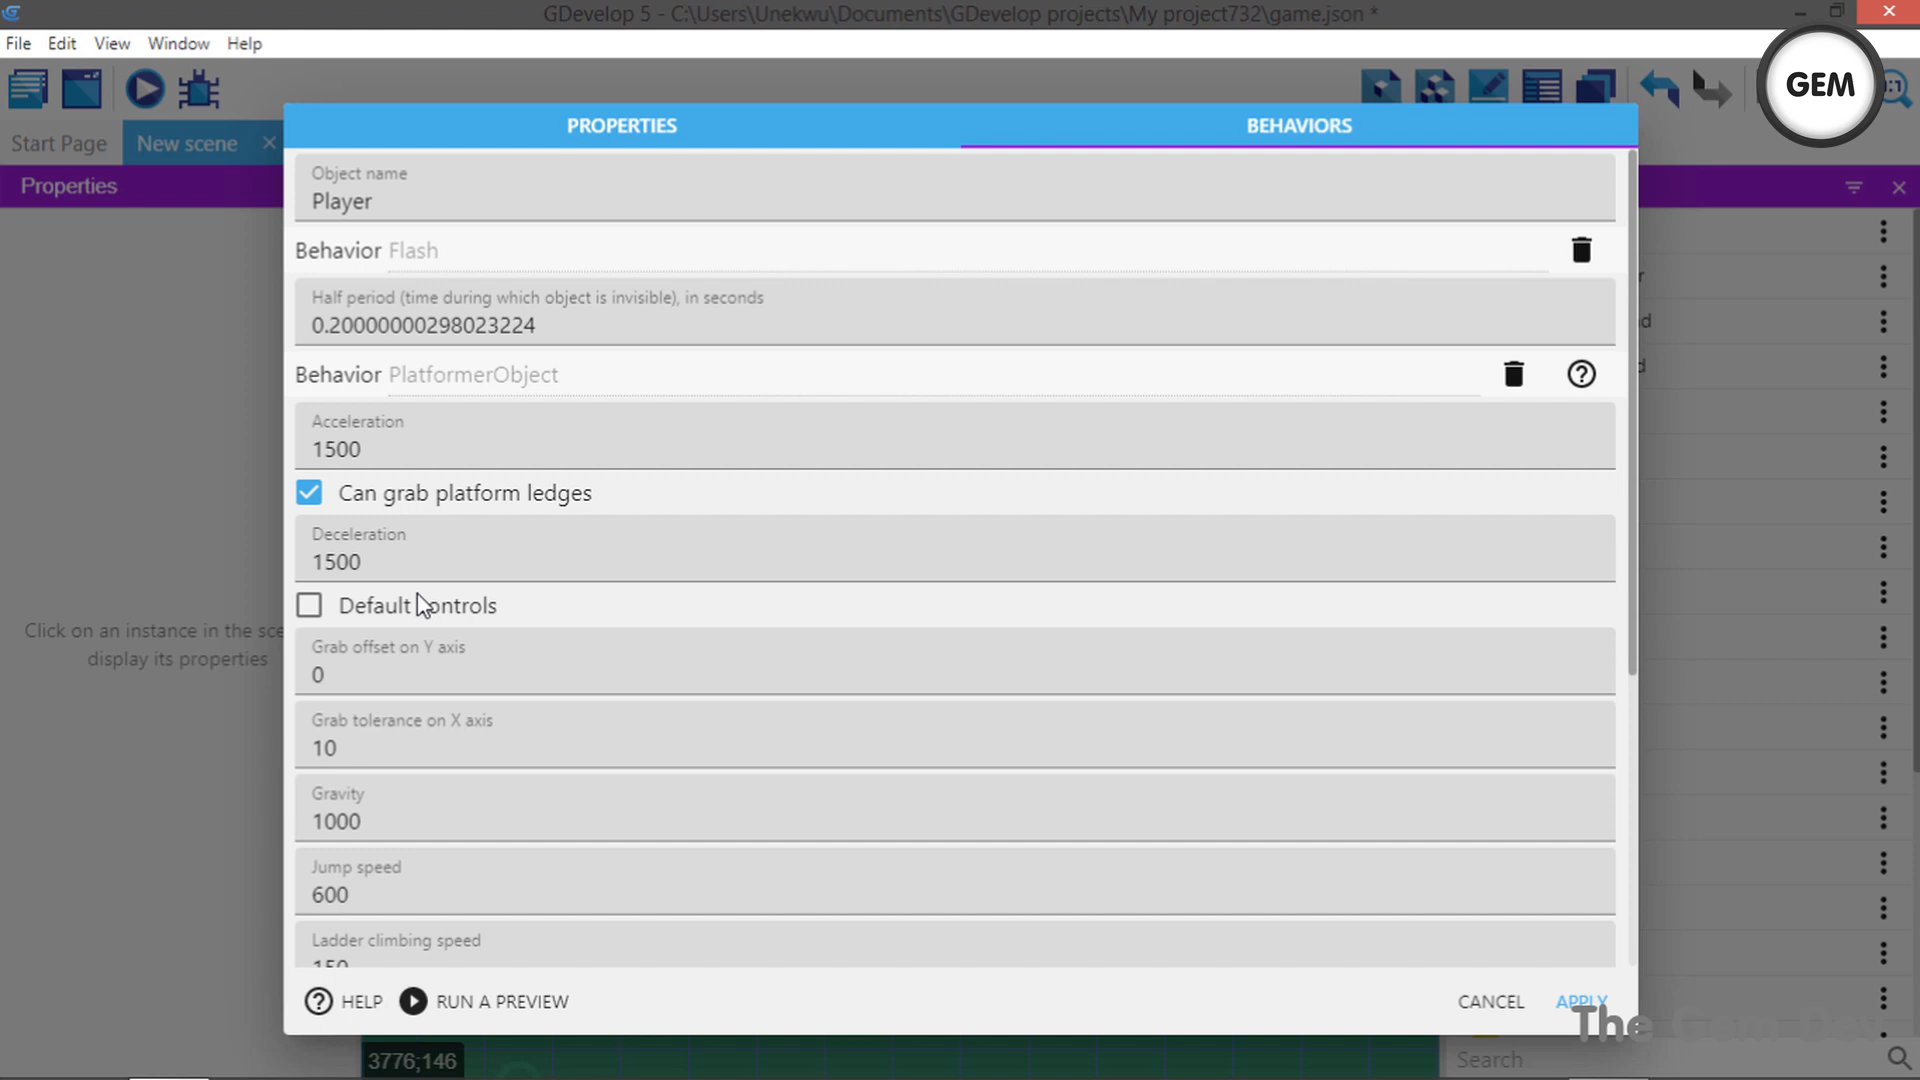 GDevelop 5 - C:\Users\Unekwu\Documents\GDevelop projects\My project732\game.json *
File Edit View Window Help
GEM
Start Page New scene
PROPERTIES BEHAVIORS
Properties
Object name
Player
Behavior Flash
Half period (time during which object is invisible), in seconds
0.20000000298023224
Behavior PlatformerObject
Acceleration
1500
Can grab platform ledges
Deceleration
1500
Default controls
Click on an instance in the sce
display its properties
Grab offset on Y axis
0
Grab tolerance on X axis
10
Gravity
1000
Jump speed
600
Ladder climbing speed
150
HELP RUN A PREVIEW CANCEL APPLY
The Gem Dev
3776;146
Search